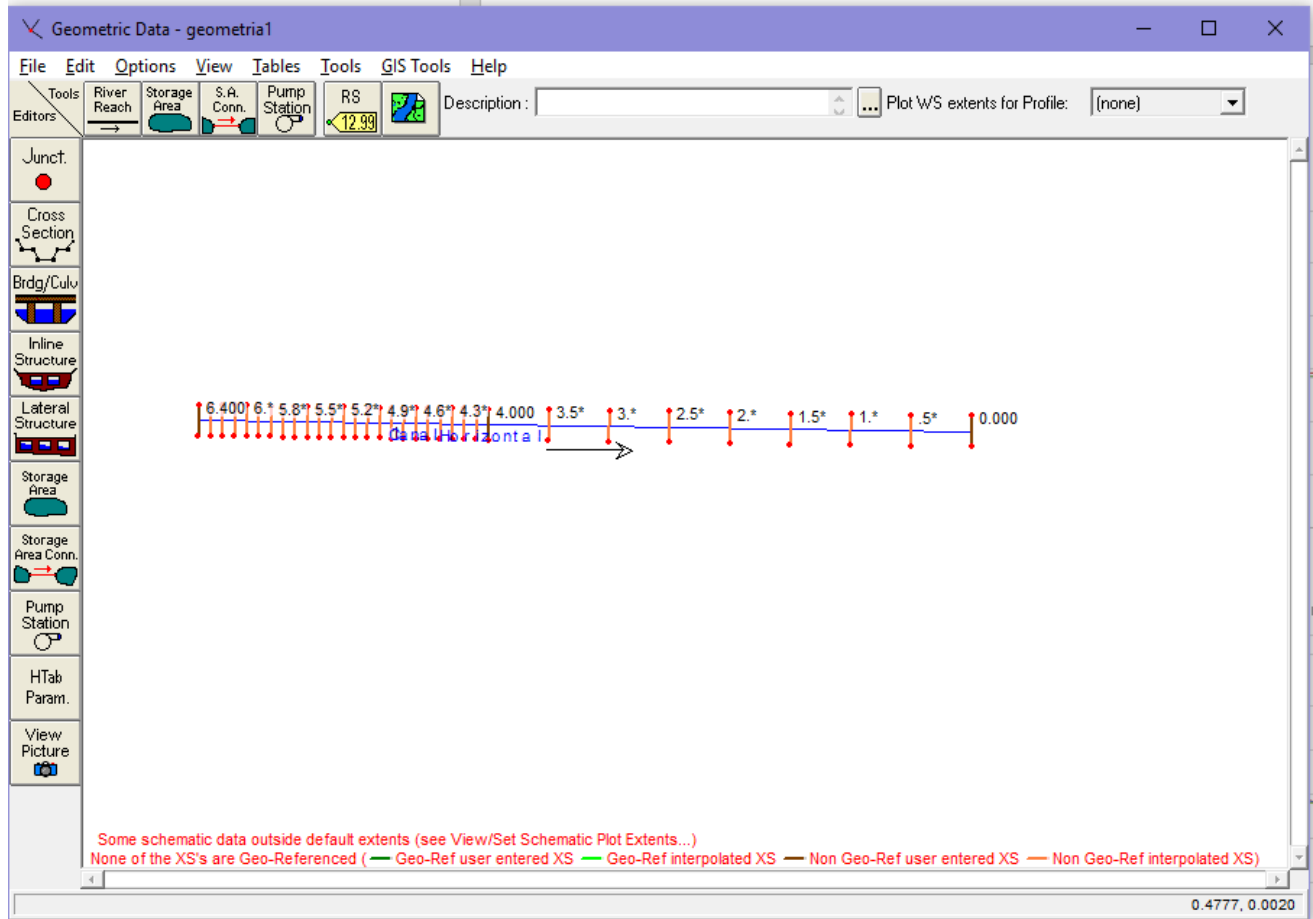 Geometric Data - geometria1
File Edit Options View Tables Tools GIS Tools Help
Tools
Editors
River
Reach
Storage
Area
S.A.
Conn.
Pump
Station
RS
12.99
Description :
...
Plot WS extents for Profile:
(none)
Junct.
Cross
Section
Brdg/Culv
Inline
Structure
Lateral
Structure
Storage
Area
Storage
Area Conn.
Pump
Station
HTab
Param.
View
Picture
6.400 6.* 5.8* 5.5* 5.2* 4.9* 4.6* 4.3* 4.000 3.5* 3.* 2.5* 2.* 1.5* 1.* .5* 0.000
Horizontal
Some schematic data outside default extents (see View/Set Schematic Plot Extents...)
None of the XS's are Geo-Referenced ( Geo-Ref user entered XS Geo-Ref interpolated XS Non Geo-Ref user entered XS Non Geo-Ref interpolated XS)
0.4777, 0.0020